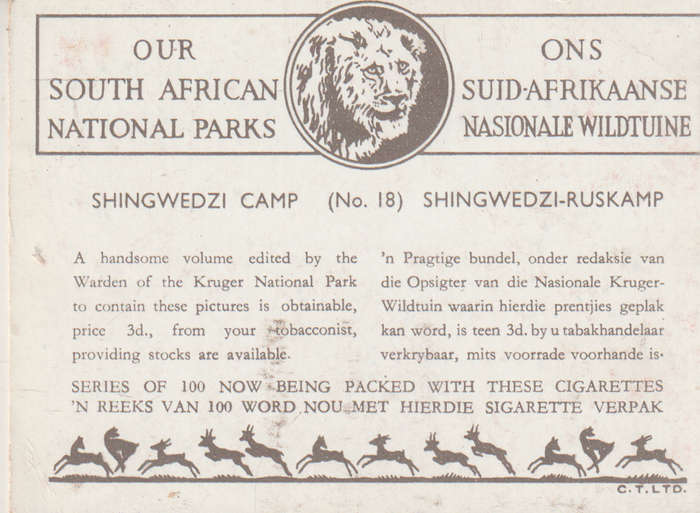 OUR
SOUTH AFRICAN
NATIONAL PARKS
ONS
SUID-AFRIKAANSE
NASIONALE WILDTUINE
SHINGWEDZI CAMP (No. 18) SHINGWEDZI-RUSKAMP
A handsome volume edited by the
Warden of the Kruger National Park
to contain these pictures is obtainable,
price 3d., from your tobacconist,
providing stocks are available.
'n Pragtige bundel, onder redaksie van
die Opsigter van die Nasionale Kruger-
Wildtuin waarin hierdie prentjies geplak
kan word, is teen 3d. by u tabakhandelaar
verkrybaar, mits voorrade voorhande is.
SERIES OF 100 NOW BEING PACKED WITH THESE CIGARETTES
'N REEKS VAN 100 WORD NOU MET HIERDIE SIGARETTE VERPAK
C.T. LTD.